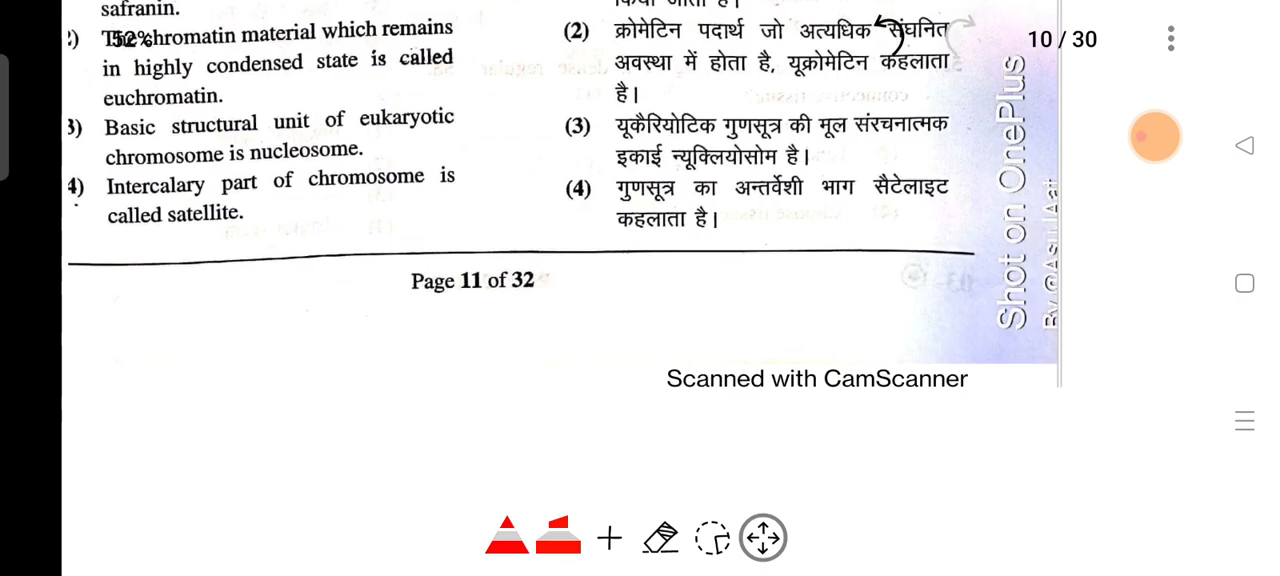 safranin.
52%
chromatin material which remains
in highly condensed state is called
euchromatin.
Basic structural unit of eukaryotic
chromosome is nucleosome.
4) Intercalary part of chromosome is
called satellite.
(2) क्रोमेटिन पदार्थ जो अत्यधिक संघनित
अवस्था में होता है, यूक्रोमेटिन कहलाता
है।
(3) यूकैरियोटिक गुणसूत्र की मूल संरचनात्मक
इकाई न्यूक्लियोसोम है।
(4) गुणसूत्र का अन्तर्वेशी भाग सैटेलाइट
कहलाता है।
Page 11 of 32
10 / 30
Shot on OnePlus
By
Scanned with CamScanner